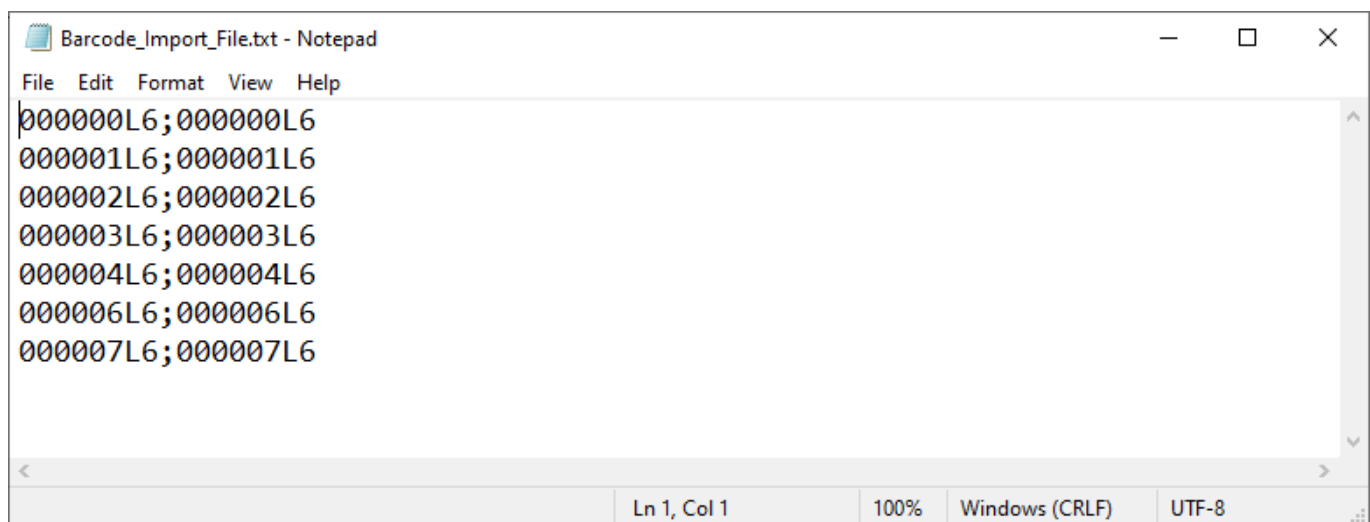 Barcode_Import_File.txt - Notepad
File Edit Format View Help
000000L6;000000L6
000001L6;000001L6
000002L6;000002L6
000003L6;000003L6
000004L6;000004L6
000006L6;000006L6
000007L6;000007L6
Ln 1, Col 1 100% Windows (CRLF) UTF-8